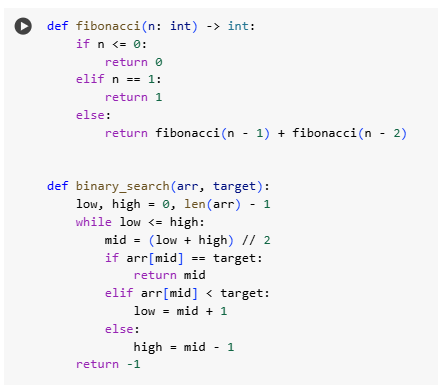 def fibonacci(n: int) -> int:
    if n <= 0:
        return 0
    elif n == 1:
        return 1
    else:
        return fibonacci(n - 1) + fibonacci(n - 2)


def binary_search(arr, target):
    low, high = 0, len(arr) - 1
    while low <= high:
        mid = (low + high) // 2
        if arr[mid] == target:
            return mid
        elif arr[mid] < target:
            low = mid + 1
        else:
            high = mid - 1
    return -1